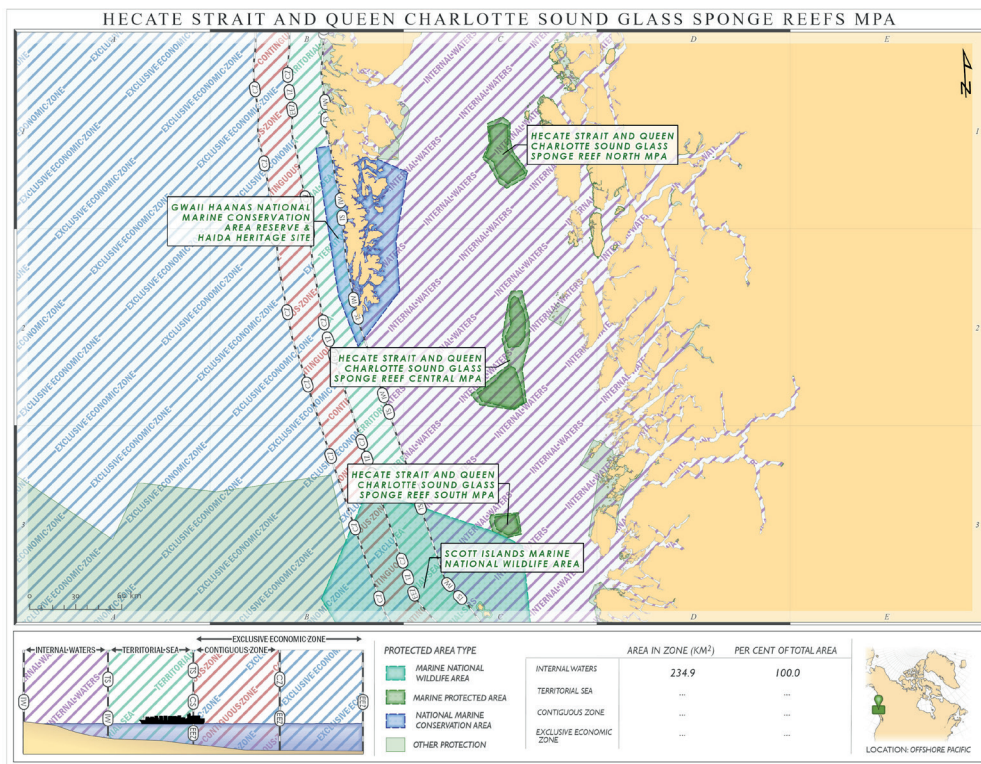 HECATE STRAIT AND QUEEN CHARLOTTE SOUND GLASS SPONGE REEFS MPA
A
B
C
D
E
N
1
HECATE STRAIT AND QUEEN
CHARLOTTE SOUND GLASS
SPONGE REEF NORTH MPA
GWAII HAANAS NATIONAL
MARINE CONSERVATION
AREA RESERVE &
HAIDA HERITAGE SITE
EXCLUSIVE ECONOMIC ZONE
INTERNAL WATERS
2
HECATE STRAIT AND QUEEN
CHARLOTTE SOUND GLASS
SPONGE REEF CENTRAL MPA
HECATE STRAIT AND QUEEN
CHARLOTTE SOUND GLASS
SPONGE REEF SOUTH MPA
3
SCOTT ISLANDS MARINE
NATIONAL WILDLIFE AREA
0 30 60 km
A
B
C
D
E
EXCLUSIVE ECONOMIC ZONE
INTERNAL WATERS
TERRITORIAL SEA
CONTIGUOUS ZONE
PROTECTED AREA TYPE
MARINE NATIONAL
WILDLIFE AREA
MARINE PROTECTED AREA
NATIONAL MARINE
CONSERVATION AREA
OTHER PROTECTION
AREA IN ZONE (KM²) PER CENT OF TOTAL AREA
INTERNAL WATERS 234.9 100.0
TERRITORIAL SEA ... ...
CONTIGUOUS ZONE ... ...
EXCLUSIVE ECONOMIC
ZONE ... ...
LOCATION: OFFSHORE PACIFIC